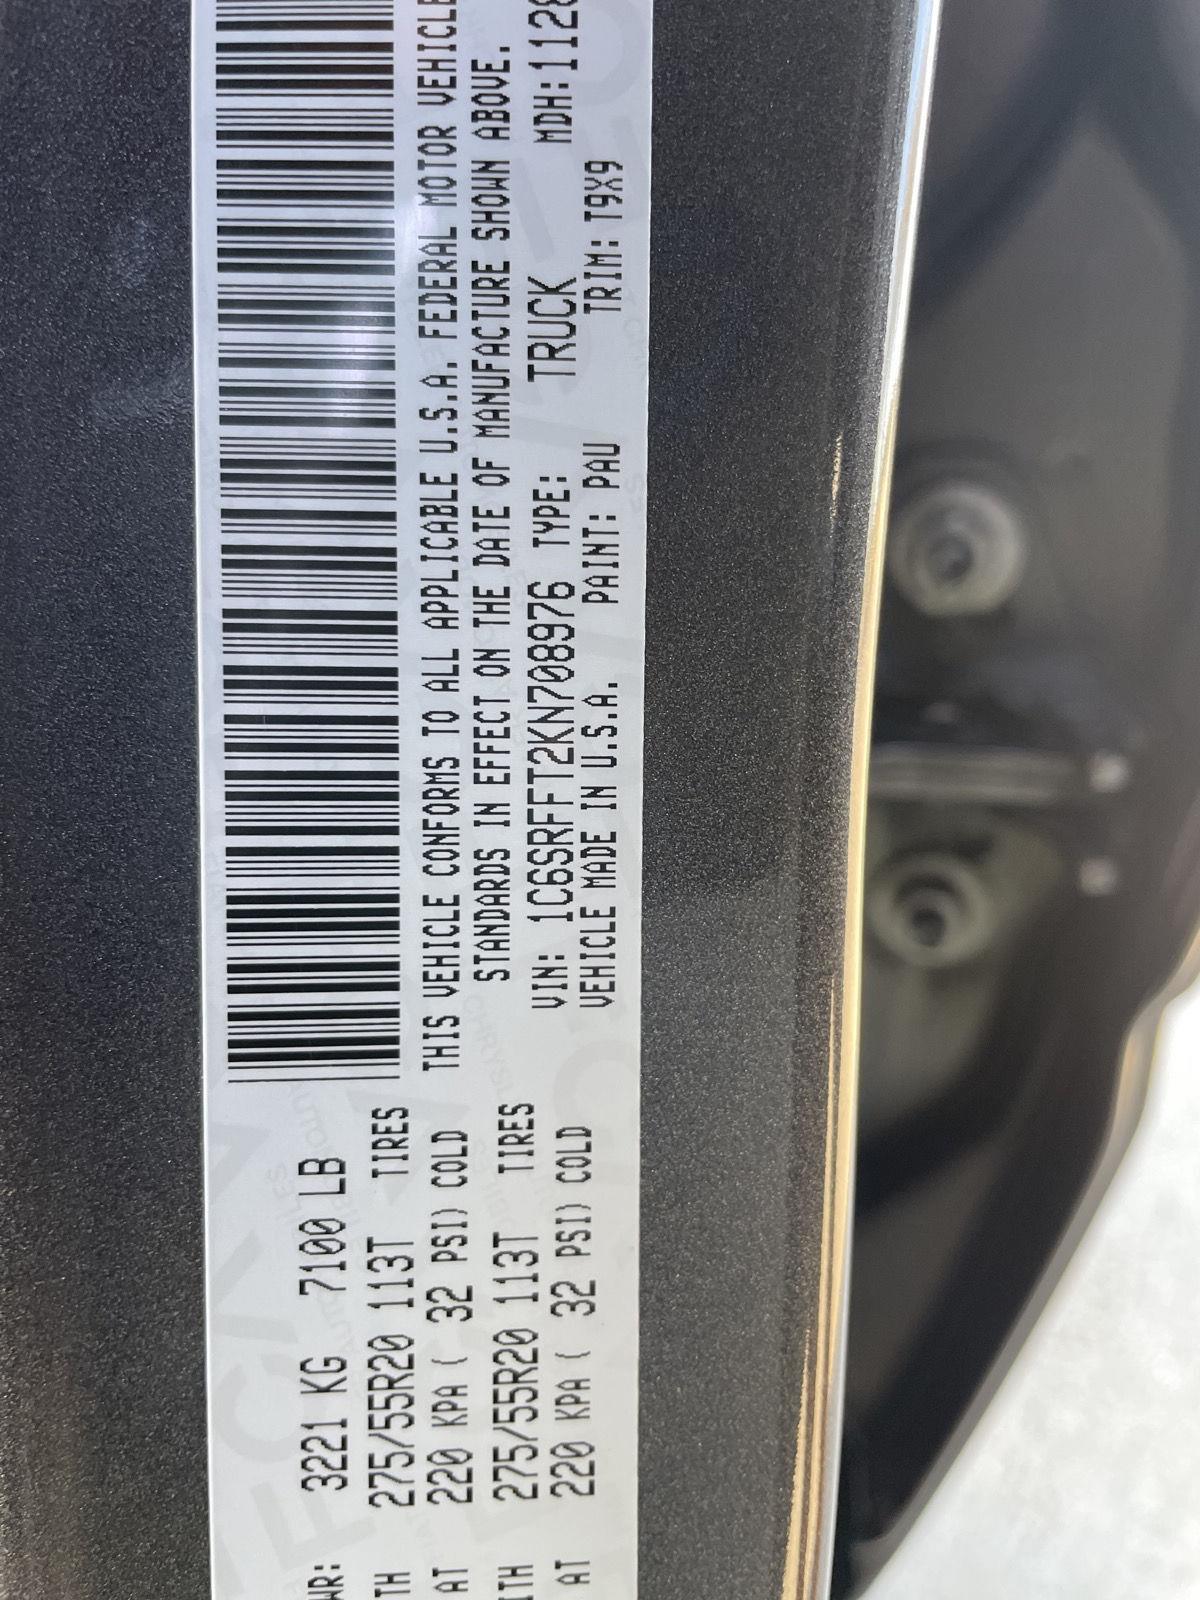 WR: 3221 KG 7100 LB
TH 275/55R20 113T TIRES
AT 220 KPA ( 32 PSI) COLD
ITH 275/55R20 113T TIRES
AT 220 KPA ( 32 PSI) COLD
THIS VEHICLE CONFORMS TO ALL APPLICABLE U.S.A. FEDERAL MOTOR VEHICLE
STANDARDS IN EFFECT ON THE DATE OF MANUFACTURE SHOWN ABOVE.
VIN: 1C6SRFFT2KN708976 TYPE: TRUCK MDH: 1128
VEHICLE MADE IN U.S.A. PAINT: PAU TRIM: T9X9